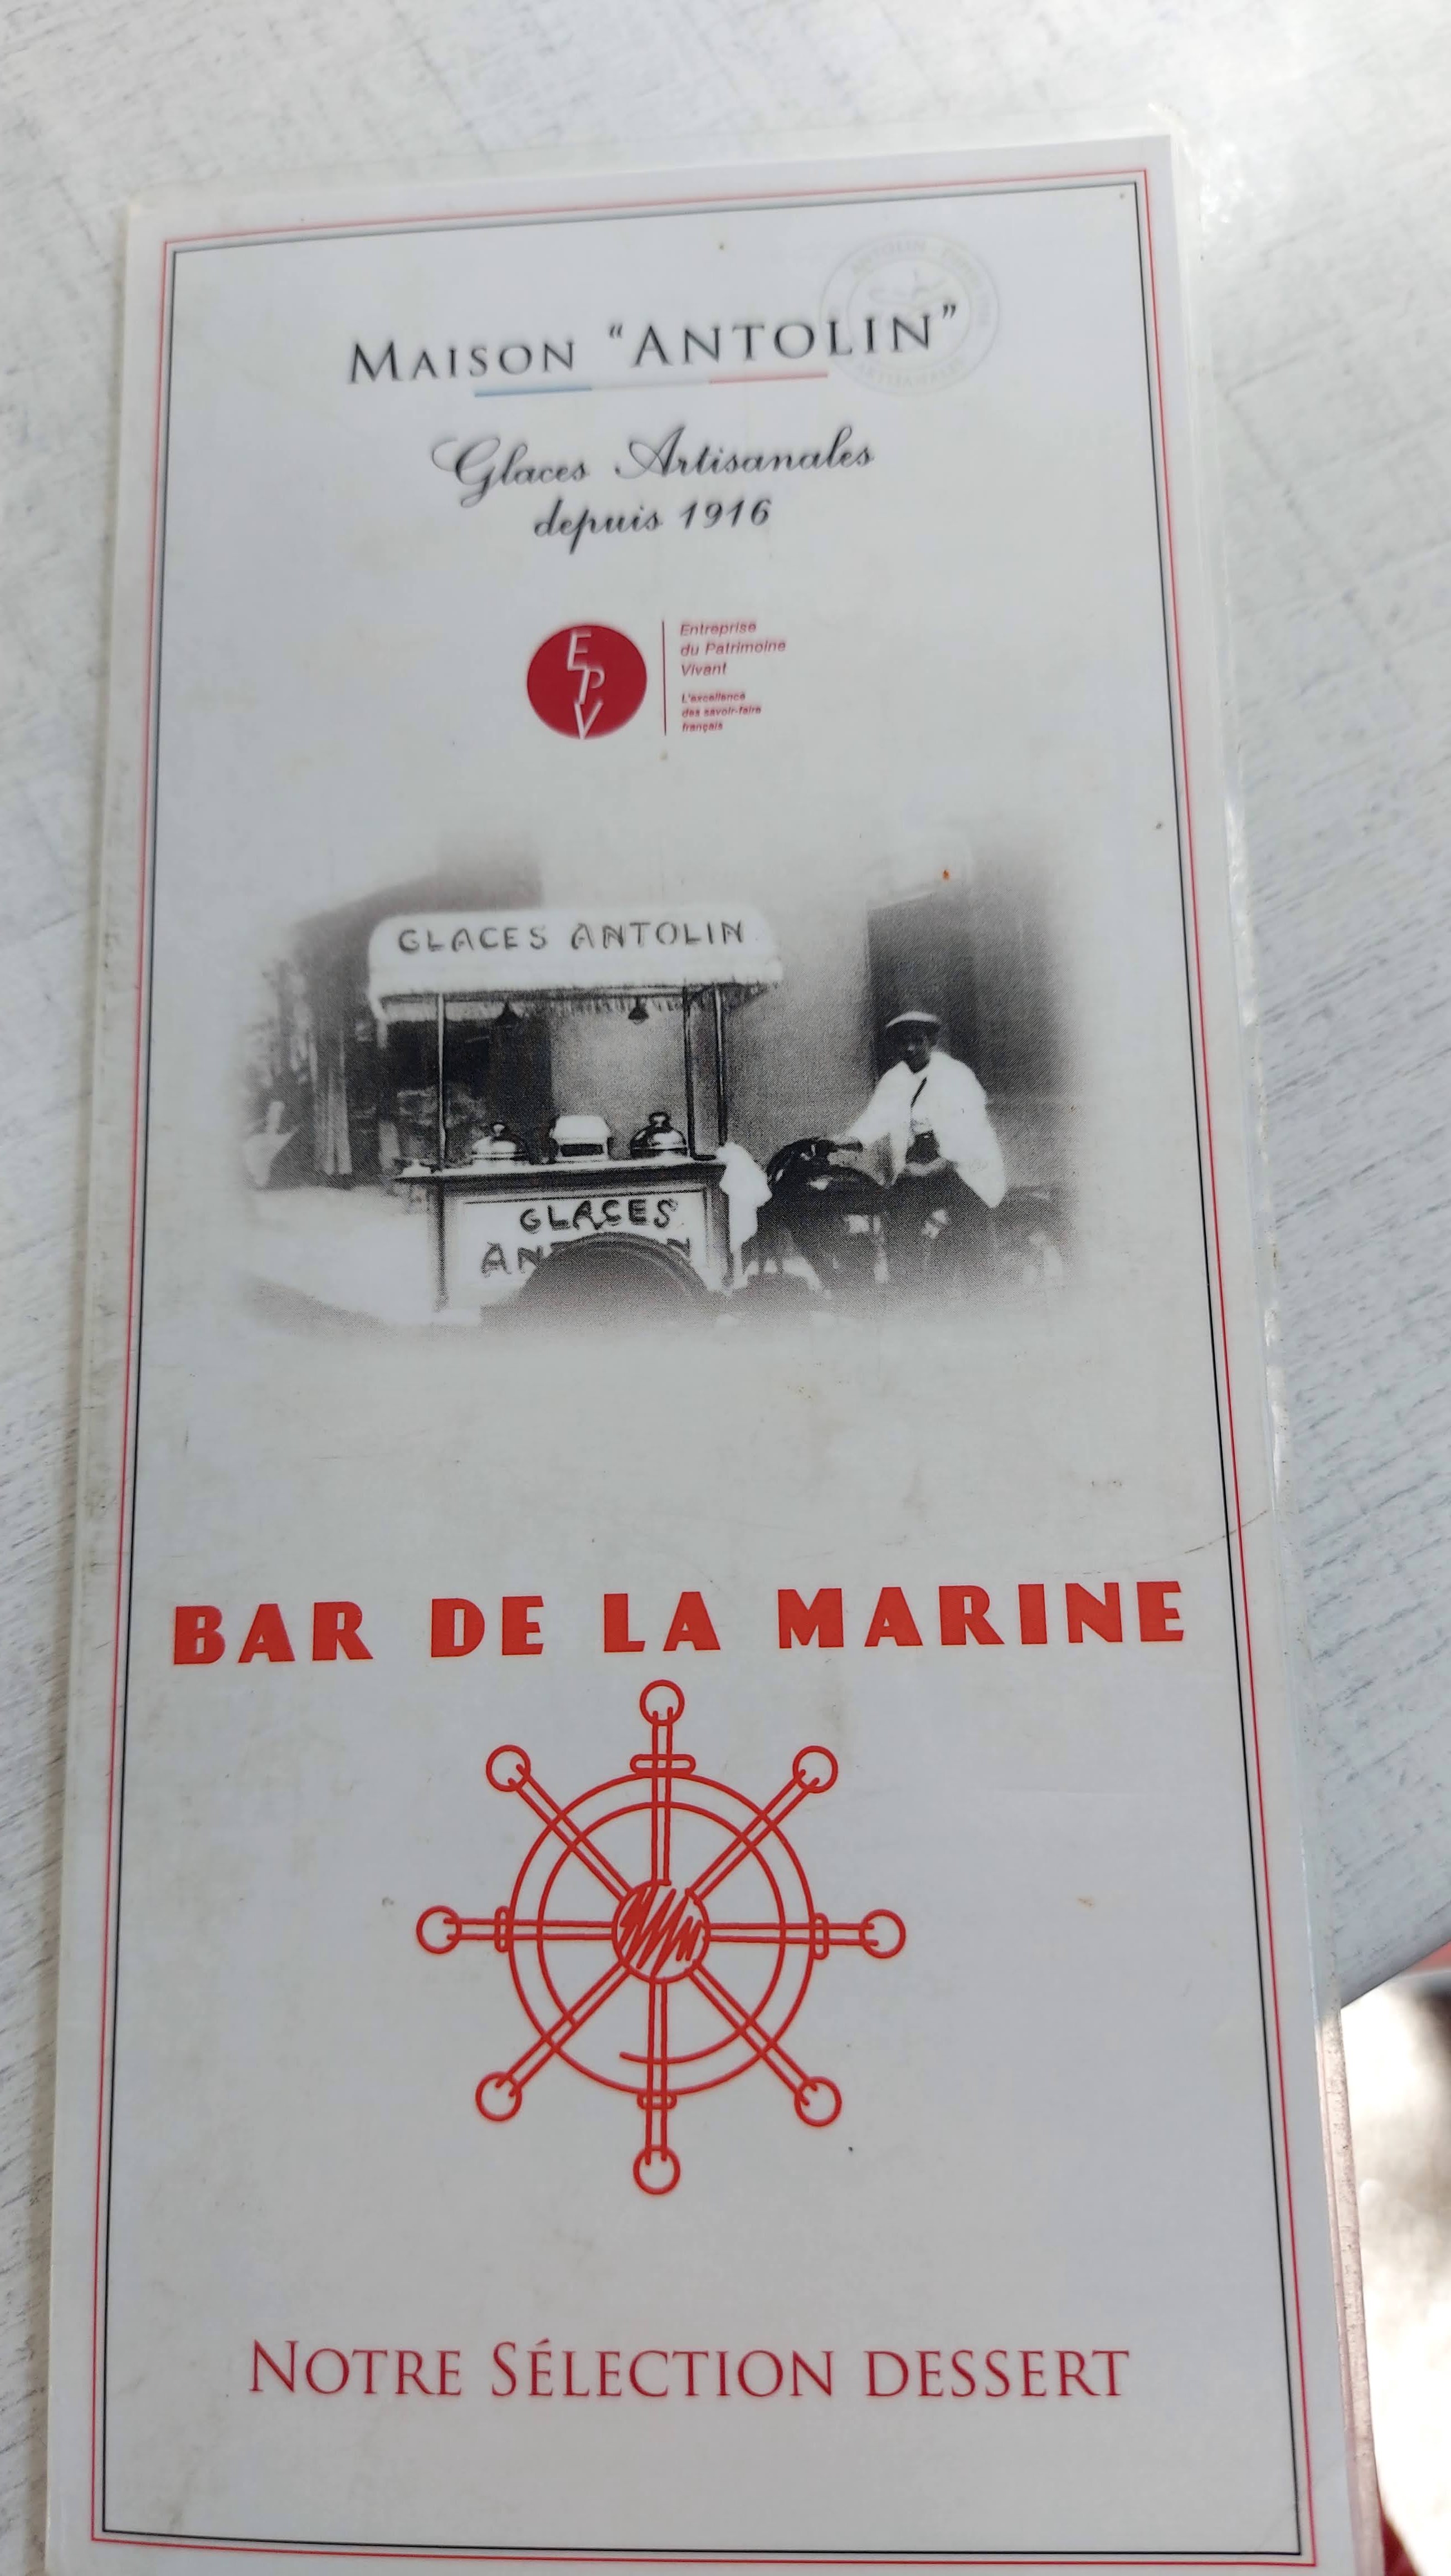 MAISON "ANTOLIN"
Glaces Artisanales
depuis 1916
EPV
Entreprise
du Patrimoine
Vivant
L'excellence
des savoir-faire
français
GLACES ANTOLIN
GLACES
BAR DE LA MARINE
NOTRE SÉLECTION DESSERT